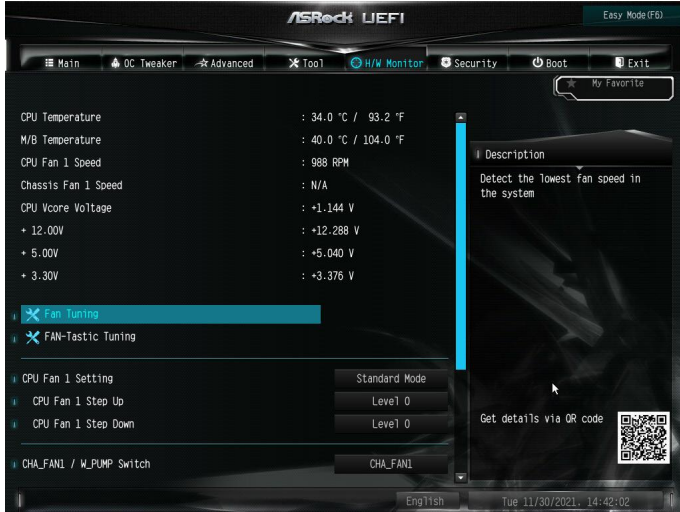 ASRock UEFI
Easy Mode(F6)
Main
OC Tweaker
Advanced
Tool
H/W Monitor
Security
Boot
Exit
My Favorite
CPU Temperature : 34.0 °C / 93.2 °F
M/B Temperature : 40.0 °C / 104.0 °F
CPU Fan 1 Speed : 988 RPM
Chassis Fan 1 Speed : N/A
CPU Vcore Voltage : +1.144 V
+ 12.00V : +12.288 V
+ 5.00V : +5.040 V
+ 3.30V : +3.376 V
Fan Tuning
FAN-Tastic Tuning
CPU Fan 1 Setting Standard Mode
CPU Fan 1 Step Up Level 0
CPU Fan 1 Step Down Level 0
CHA_FAN1 / W_PUMP Switch CHA_FAN1
Description
Detect the lowest fan speed in
the system
Get details via QR code
English
Tue 11/30/2021. 14:42:02